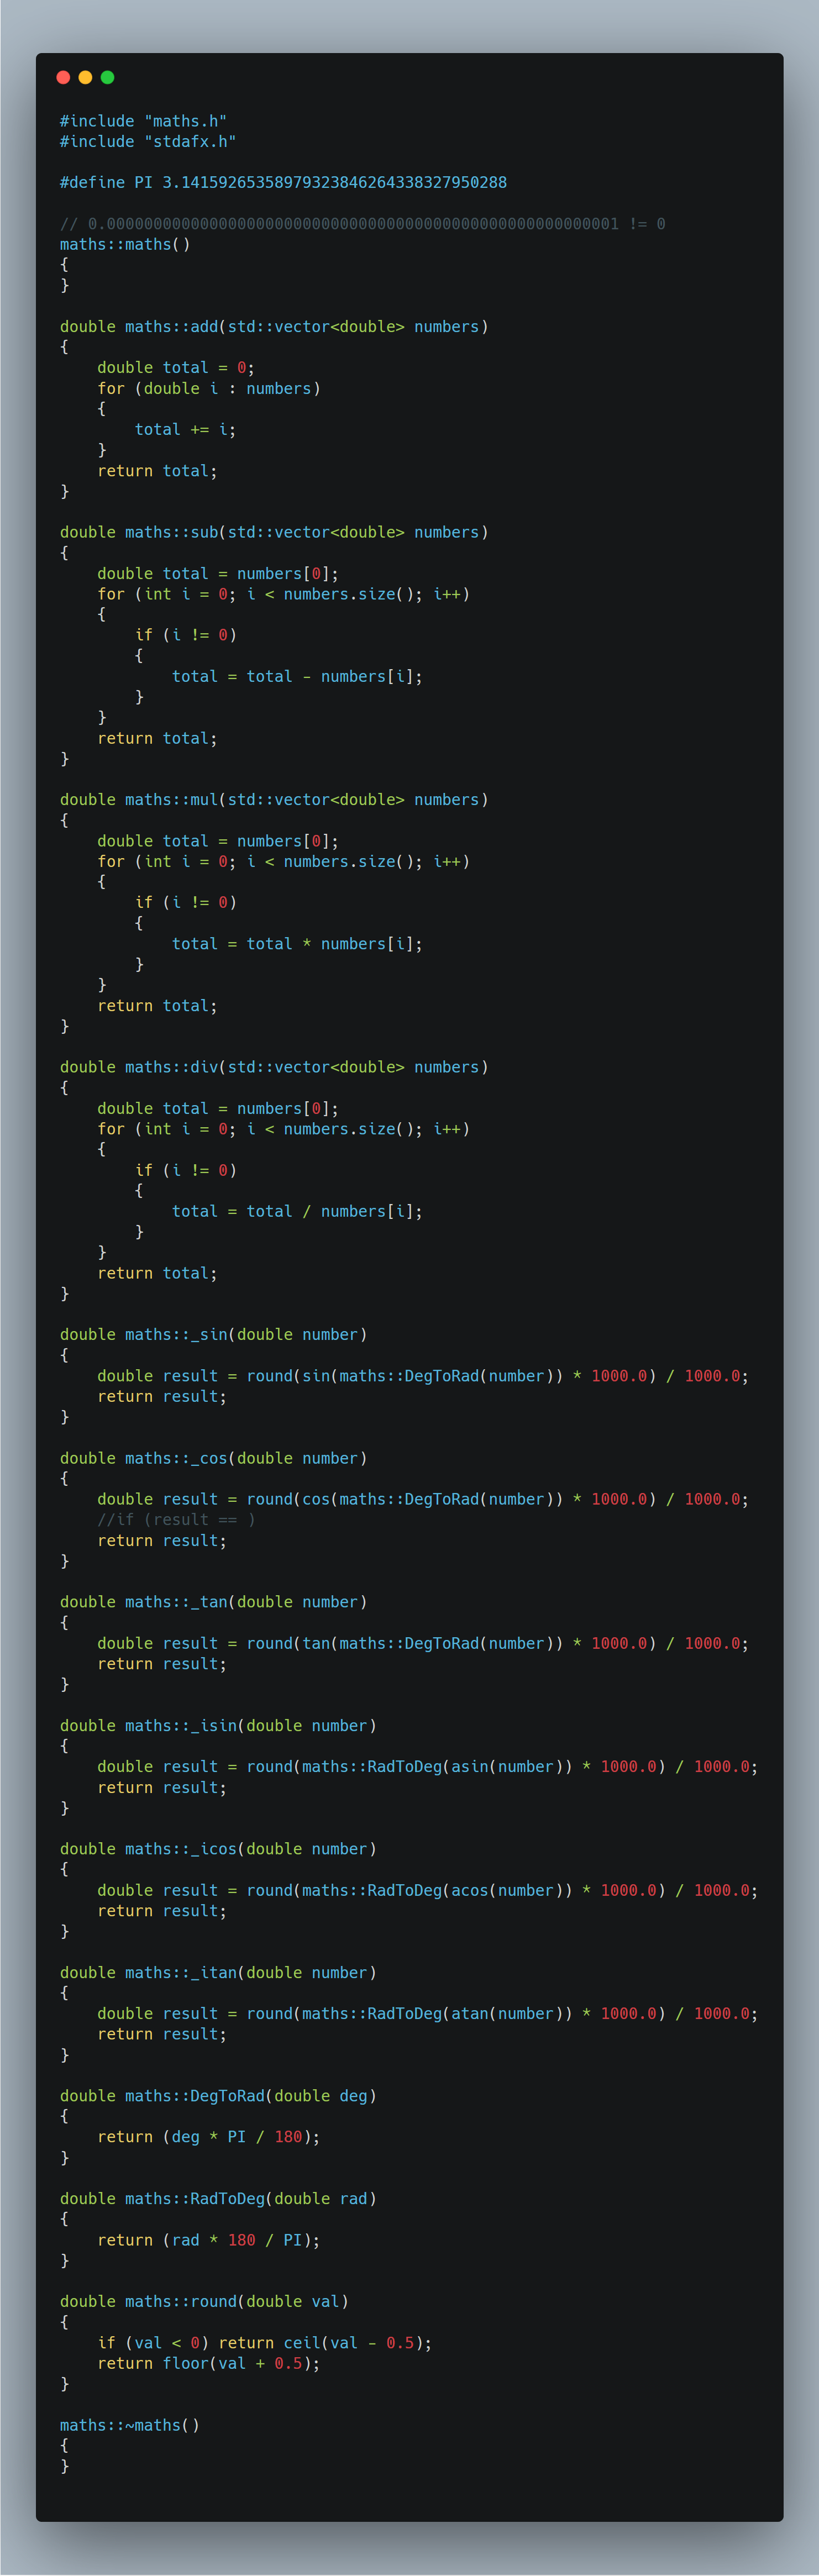 #include "maths.h"
#include "stdafx.h"
#define PI 3.14159265358979323846264338327950288
// 0.0000000000000000000000000000000000000000000000000000001 != 0
maths::maths()
{
}
double maths::add(std::vector<double> numbers)
{
double total = 0;
for (double i : numbers)
{
total += i;
}
return total;
}
double maths::sub(std::vector<double> numbers)
{
double total = numbers[0];
for (int i = 0; i < numbers.size(); i++)
{
if (i != 0)
{
total = total - numbers[i];
}
}
return total;
}
double maths::mul(std::vector<double> numbers)
{
double total = numbers[0];
for (int i = 0; i < numbers.size(); i++)
{
if (i != 0)
{
total = total * numbers[i];
}
}
return total;
}
double maths::div(std::vector<double> numbers)
{
double total = numbers[0];
for (int i = 0; i < numbers.size(); i++)
{
if (i != 0)
{
total = total / numbers[i];
}
}
return total;
}
double maths::_sin(double number)
{
double result = round(sin(maths::DegToRad(number)) * 1000.0) / 1000.0;
return result;
}
double maths::_cos(double number)
{
double result = round(cos(maths::DegToRad(number)) * 1000.0) / 1000.0;
//if (result == )
return result;
}
double maths::_tan(double number)
{
double result = round(tan(maths::DegToRad(number)) * 1000.0) / 1000.0;
return result;
}
double maths::_isin(double number)
{
double result = round(maths::RadToDeg(asin(number)) * 1000.0) / 1000.0;
return result;
}
double maths::_icos(double number)
{
double result = round(maths::RadToDeg(acos(number)) * 1000.0) / 1000.0;
return result;
}
double maths::_itan(double number)
{
double result = round(maths::RadToDeg(atan(number)) * 1000.0) / 1000.0;
return result;
}
double maths::DegToRad(double deg)
{
return (deg * PI / 180);
}
double maths::RadToDeg(double rad)
{
return (rad * 180 / PI);
}
double maths::round(double val)
{
if (val < 0) return ceil(val - 0.5);
return floor(val + 0.5);
}
maths::~maths()
{
}